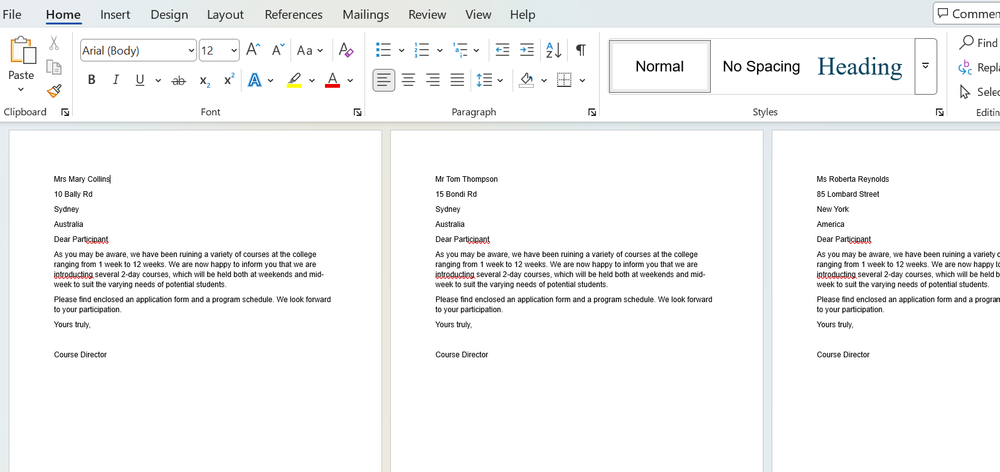 File Home Insert Design Layout References Mailings Review View Help Commen
Paste
Clipboard
Arial (Body) 12
Font
Paragraph
Normal No Spacing Heading
Styles
Find
Repla
Selec
Editin
Mrs Mary Collins
10 Bally Rd
Sydney
Australia
Dear Participant
As you may be aware, we have been ruining a variety of courses at the college
ranging from 1 week to 12 weeks. We are now happy to inform you that we are
introducting several 2-day courses, which will be held both at weekends and mid-
week to suit the varying needs of potential students.
Please find enclosed an application form and a program schedule. We look forward
to your participation.
Yours truly,
Course Director
Mr Tom Thompson
15 Bondi Rd
Sydney
Australia
Dear Participant
As you may be aware, we have been ruining a variety of courses at the college
ranging from 1 week to 12 weeks. We are now happy to inform you that we are
introducting several 2-day courses, which will be held both at weekends and mid-
week to suit the varying needs of potential students.
Please find enclosed an application form and a program schedule. We look forward
to your participation.
Yours truly,
Course Director
Ms Roberta Reynolds
85 Lombard Street
New York
America
Dear Participant
As you may be aware, we have been ruining a variety c
ranging from 1 week to 12 weeks. We are now happy to
introducting several 2-day courses, which will be held b
week to suit the varying needs of potential students.
Please find enclosed an application form and a program
to your participation.
Yours truly,
Course Director